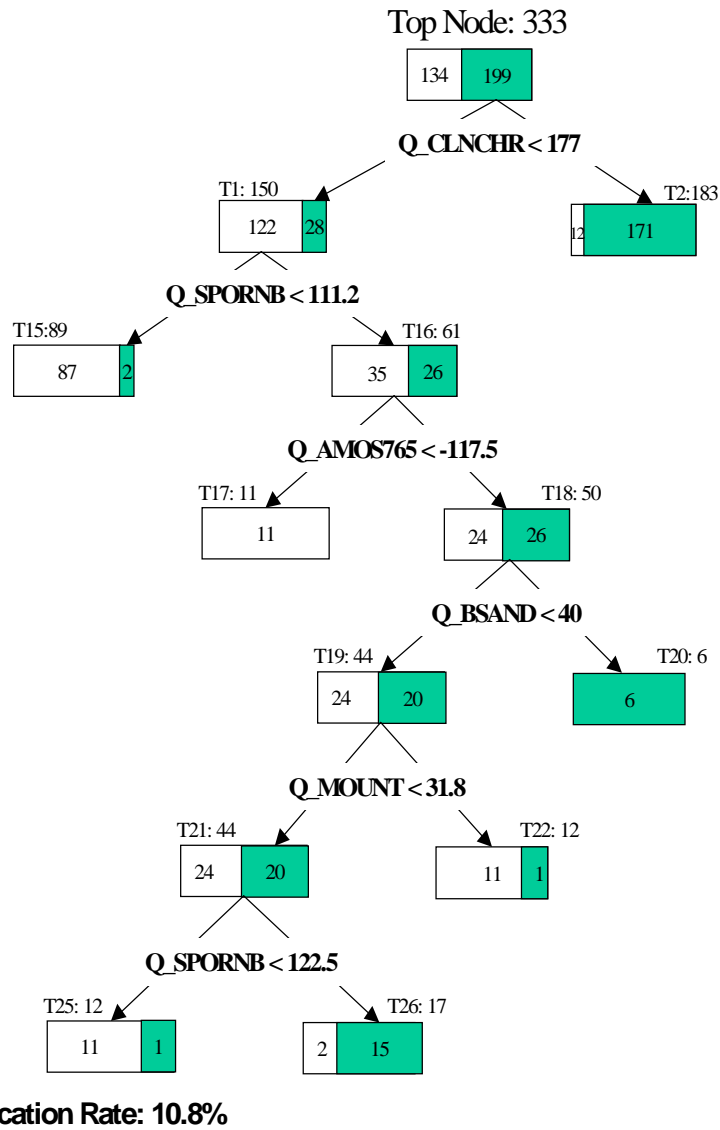 Top Node: 333
134 199
Q_CLNCHR < 177
T1: 150 T2:183
122 28 12 171
Q_SPORNB < 111.2
T15:89 T16: 61
87 2 35 26
Q_AMOS765 < -117.5
T17: 11 T18: 50
11 24 26
Q_BSAND < 40
T19: 44 T20: 6
24 20 6
Q_MOUNT < 31.8
T21: 44 T22: 12
24 20 11 1
Q_SPORNB < 122.5
T25: 12 T26: 17
11 1 2 15
cation Rate: 10.8%